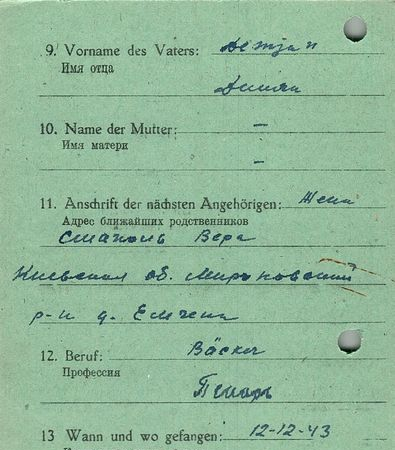 9. Vorname des Vaters: Demjan
Имя отца
Демян
10. Name der Mutter: –
Имя матери
–
11. Anschrift der nächsten Angehörigen: Жена
Адрес ближайших родственников
Вера
Киевская об. Мироновский
р-н д.
12. Beruf: Bäcker
Профессия
Пекарь
13 Wann und wo gefangen: 12-12-43